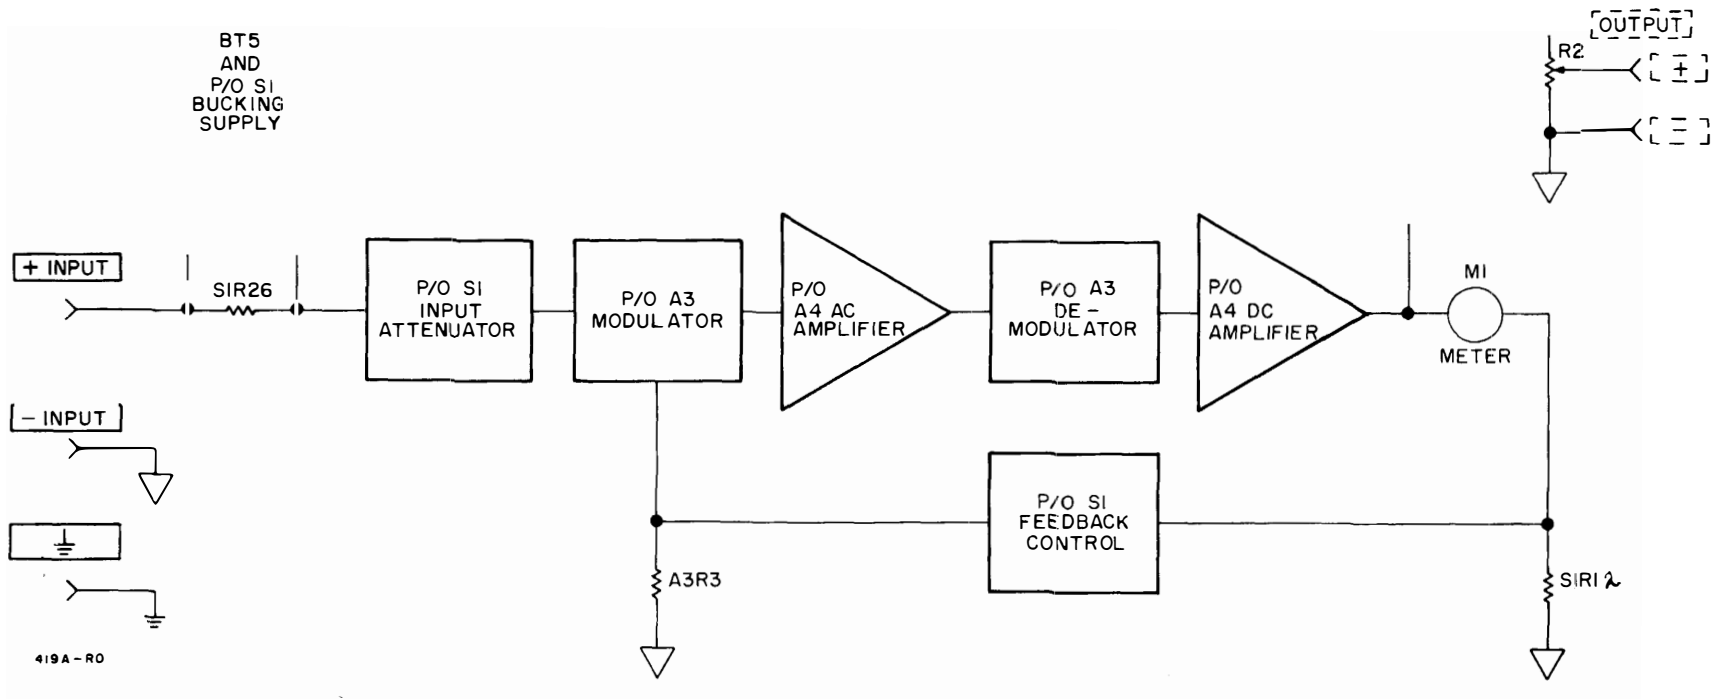 BT5
AND
P/O S1
BUCKING
SUPPLY
OUTPUT
R2
+
−
+ INPUT
S1R26
P/O S1
INPUT
ATTENUATOR
P/O A3
MODULATOR
P/O
A4 AC
AMPLIFIER
P/O A3
DE-
MODULATOR
P/O
A4 DC
AMPLIFIER
M1
METER
− INPUT
P/O S1
FEEDBACK
CONTROL
A3R3
S1R12
419A-RO